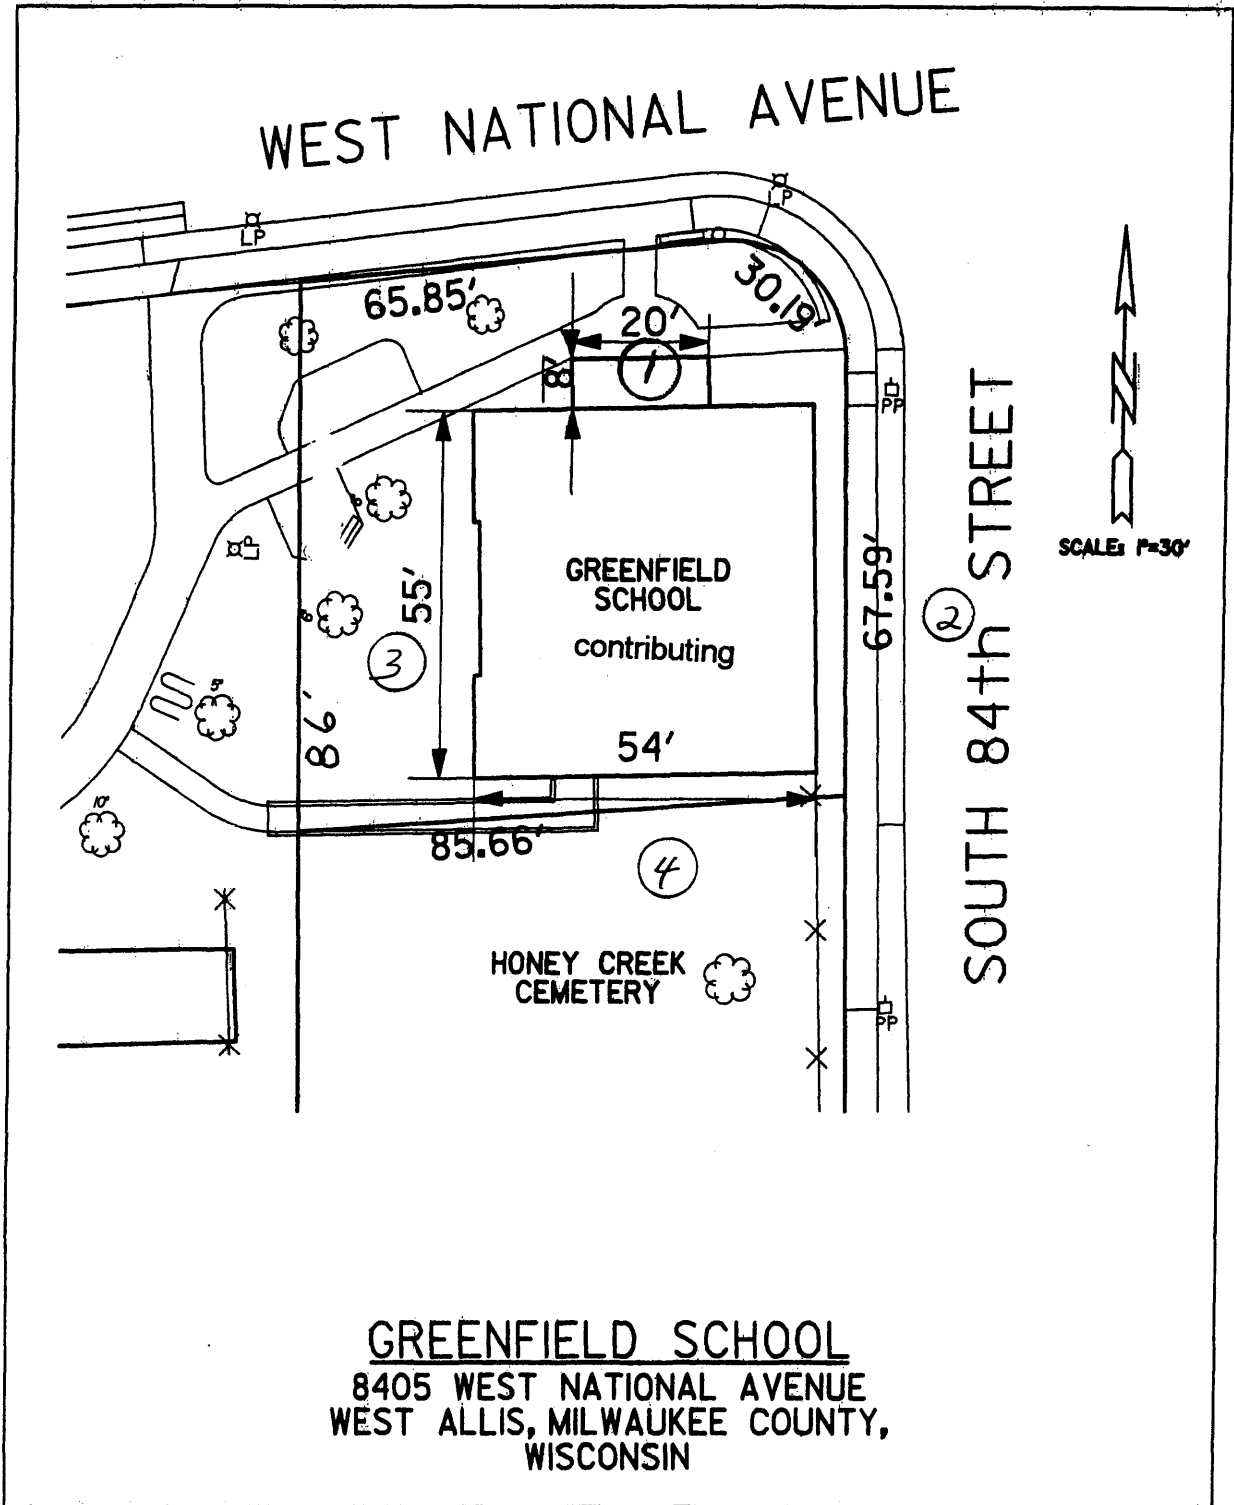 WEST NATIONAL AVENUE
LP
LP
65.85'
30.19'
20'
1
8'
PP
SCALE: 1"=30'
SOUTH 84th STREET
LP
55'
GREENFIELD
SCHOOL
contributing
67.59'
2
3
8"
6"
5"
86'
54'
10"
85.66'
4
HONEY CREEK
CEMETERY
PP
GREENFIELD SCHOOL
8405 WEST NATIONAL AVENUE
WEST ALLIS, MILWAUKEE COUNTY,
WISCONSIN